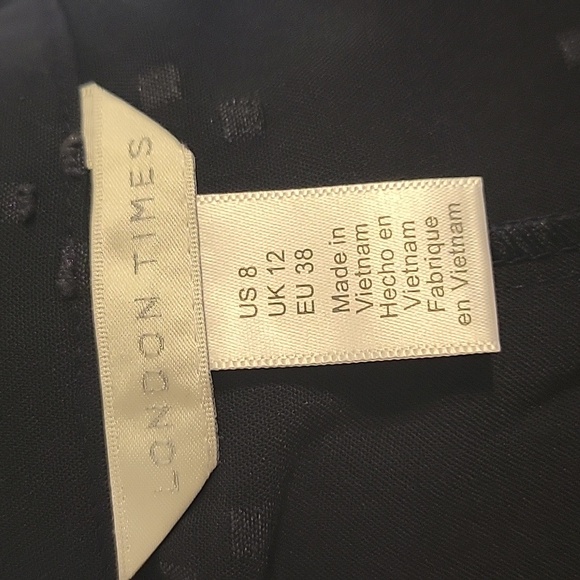 LONDON TIMES
US 8
UK 12
EU 38
Made in
Vietnam
Hecho en
Vietnam
Fabrique
en Vietnam